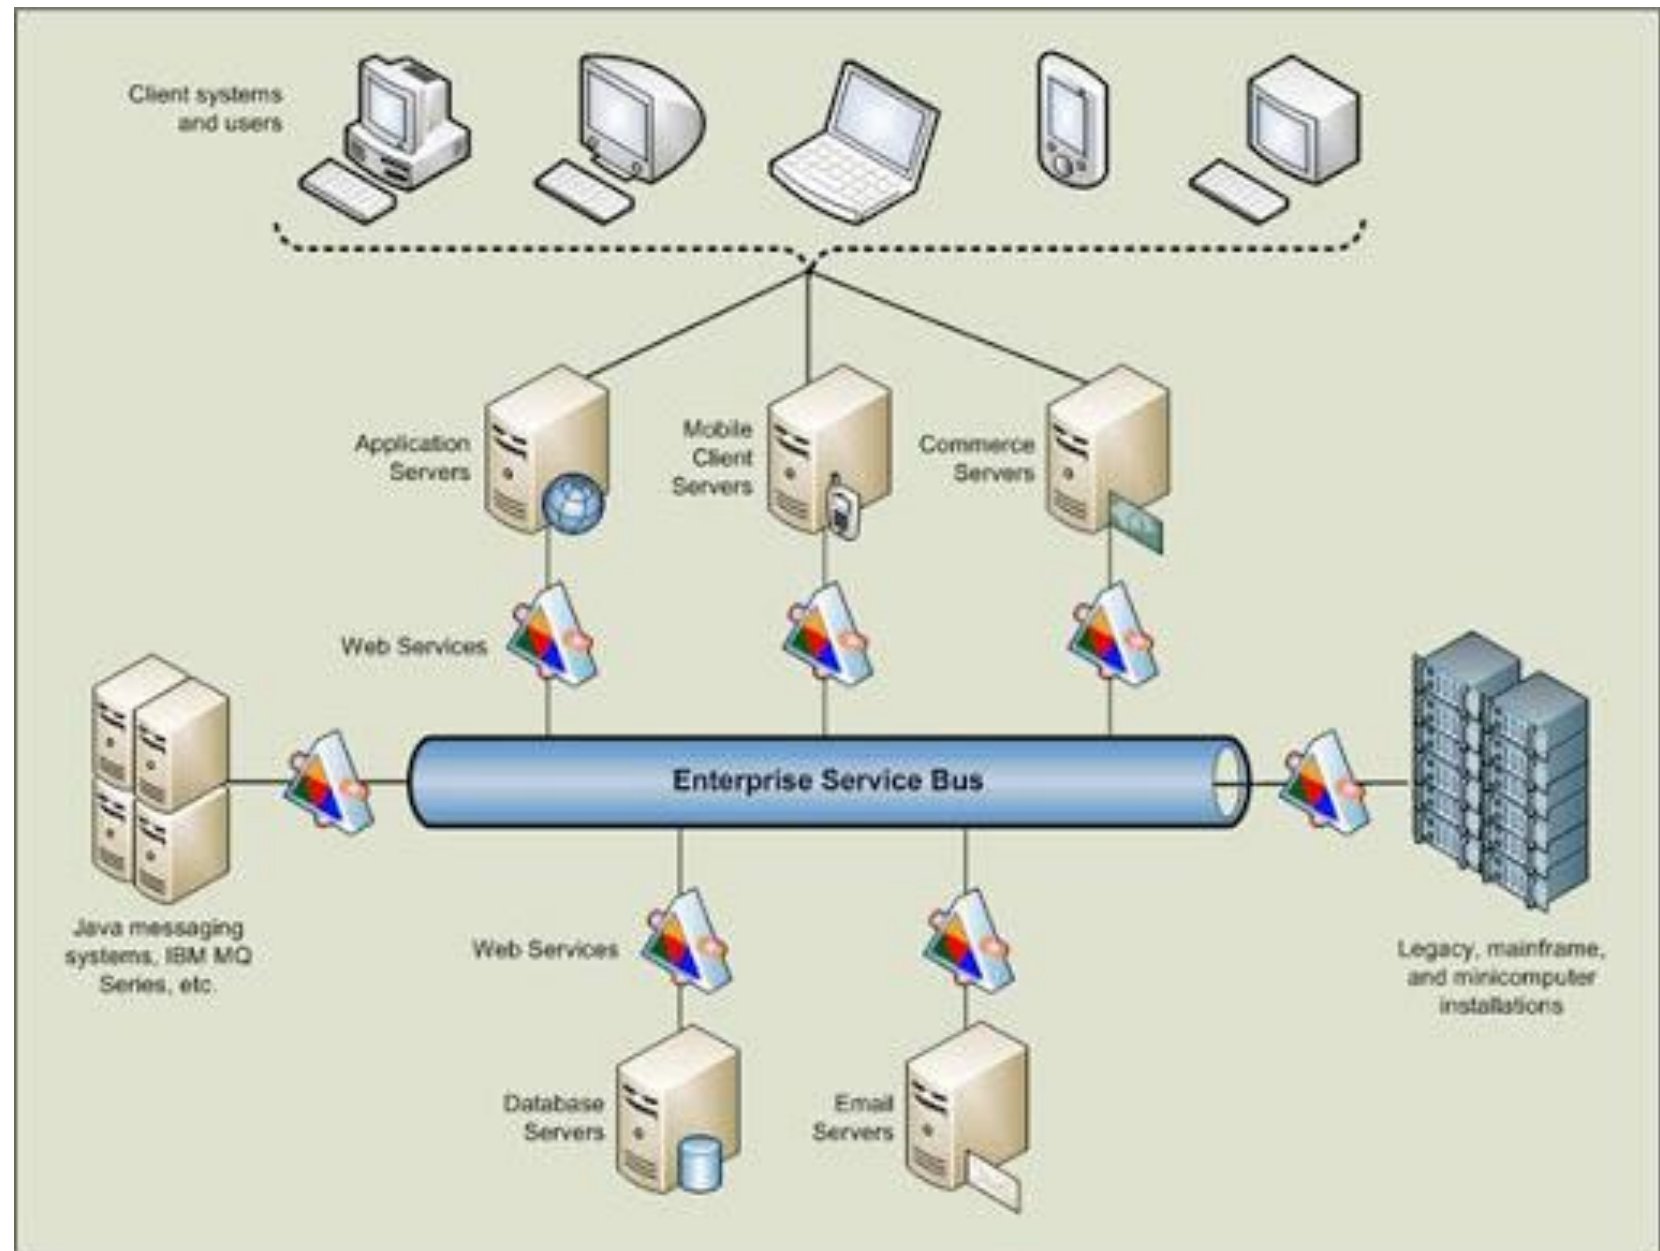 Client systems
and users
Application
Servers
Mobile
Client
Servers
Commerce
Servers
Web Services
Enterprise Service Bus
Java messaging
systems, IBM MQ
Series, etc.
Web Services
Legacy, mainframe,
and minicomputer
installations
Database
Servers
Email
Servers